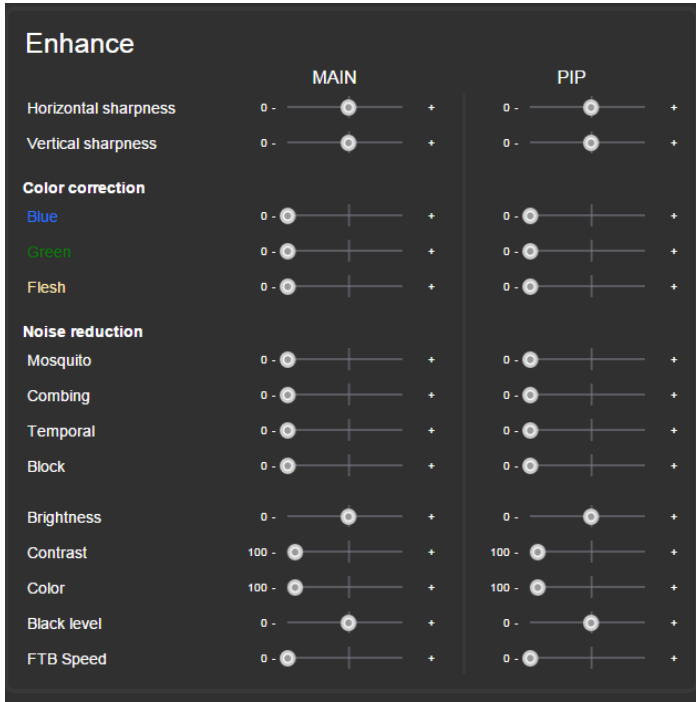 Enhance
MAIN PIP
Horizontal sharpness 0 - + 0 - +
Vertical sharpness 0 - + 0 - +
Color correction
Blue 0 - + 0 - +
Green 0 - + 0 - +
Flesh 0 - + 0 - +
Noise reduction
Mosquito 0 - + 0 - +
Combing 0 - + 0 - +
Temporal 0 - + 0 - +
Block 0 - + 0 - +
Brightness 0 - + 0 - +
Contrast 100 - + 100 - +
Color 100 - + 100 - +
Black level 0 - + 0 - +
FTB Speed 0 - + 0 - +